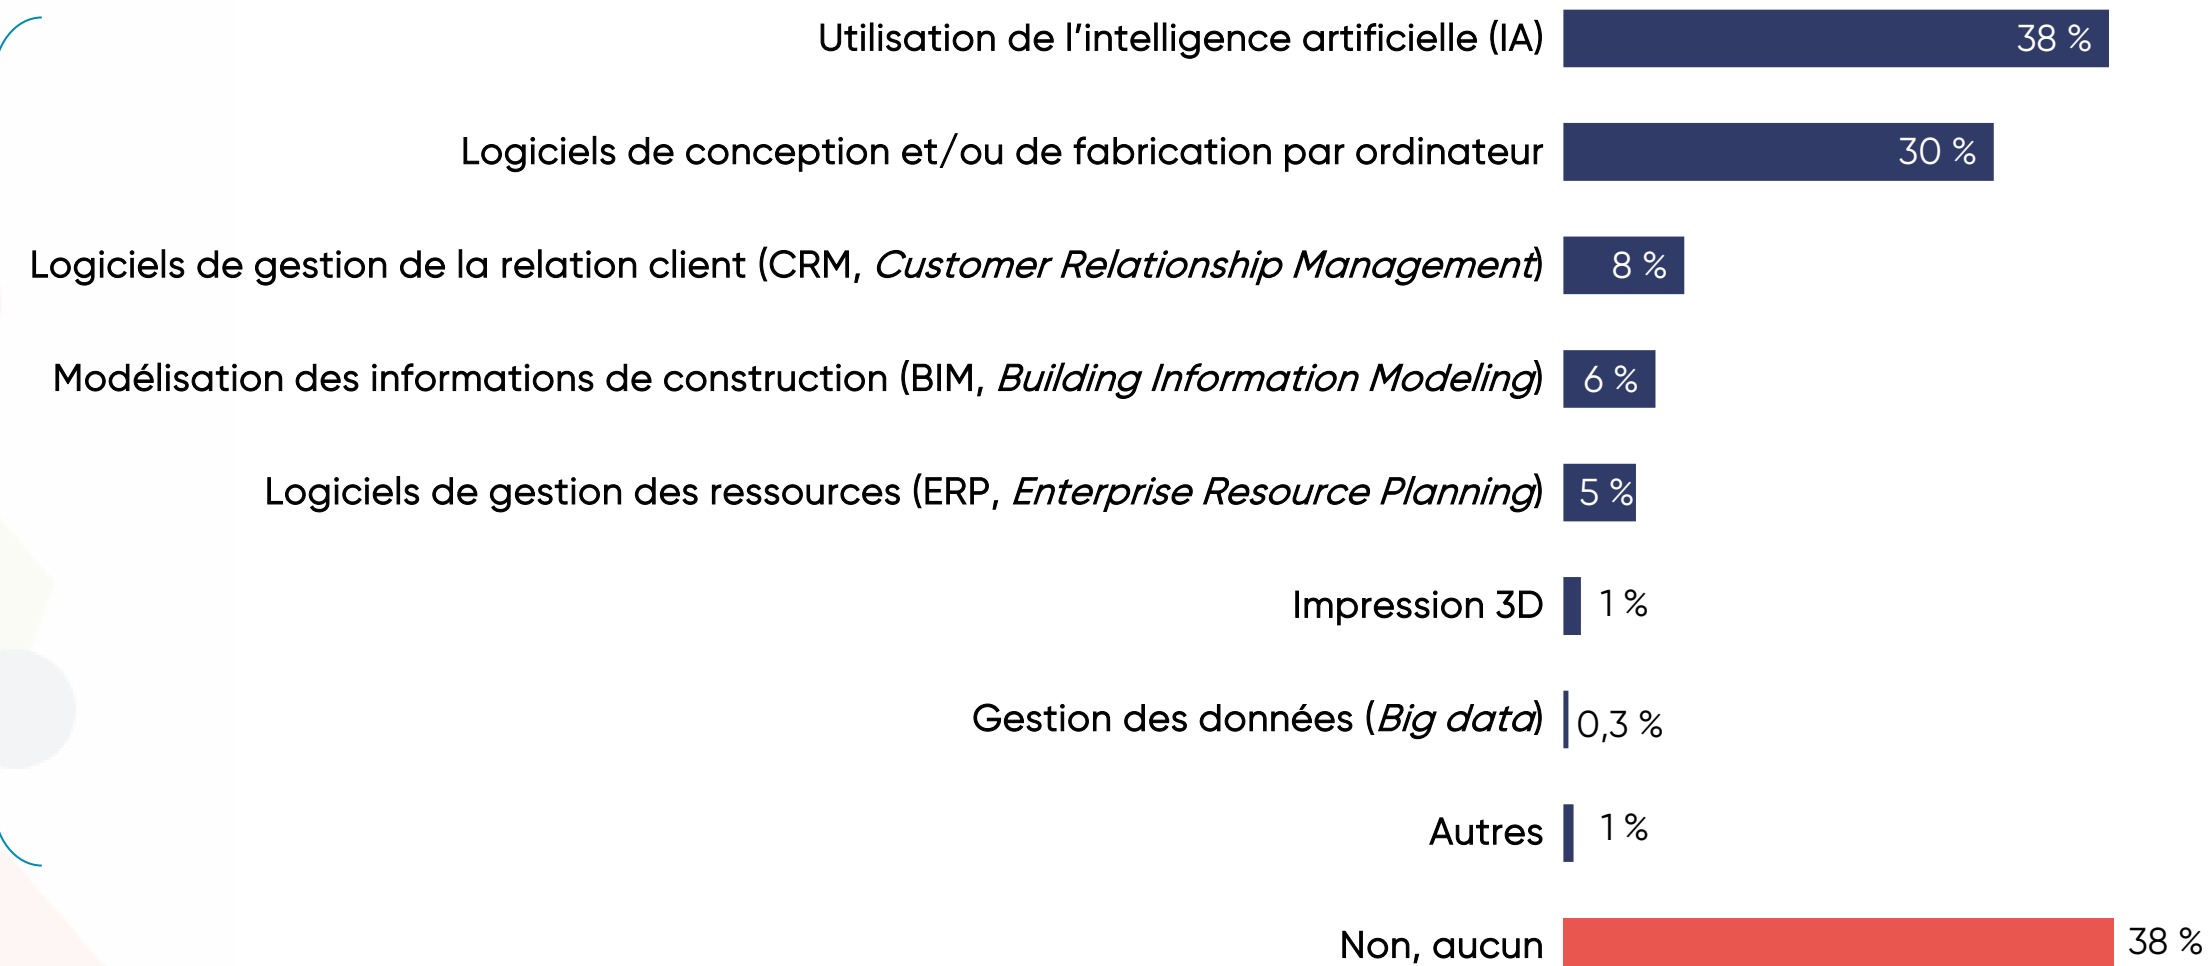 Utilisation de l’intelligence artificielle (IA) 38 %
Logiciels de conception et/ou de fabrication par ordinateur 30 %
Logiciels de gestion de la relation client (CRM, Customer Relationship Management) 8 %
Modélisation des informations de construction (BIM, Building Information Modeling) 6 %
Logiciels de gestion des ressources (ERP, Enterprise Resource Planning) 5 %
Impression 3D 1 %
Gestion des données (Big data) 0,3 %
Autres 1 %
Non, aucun 38 %